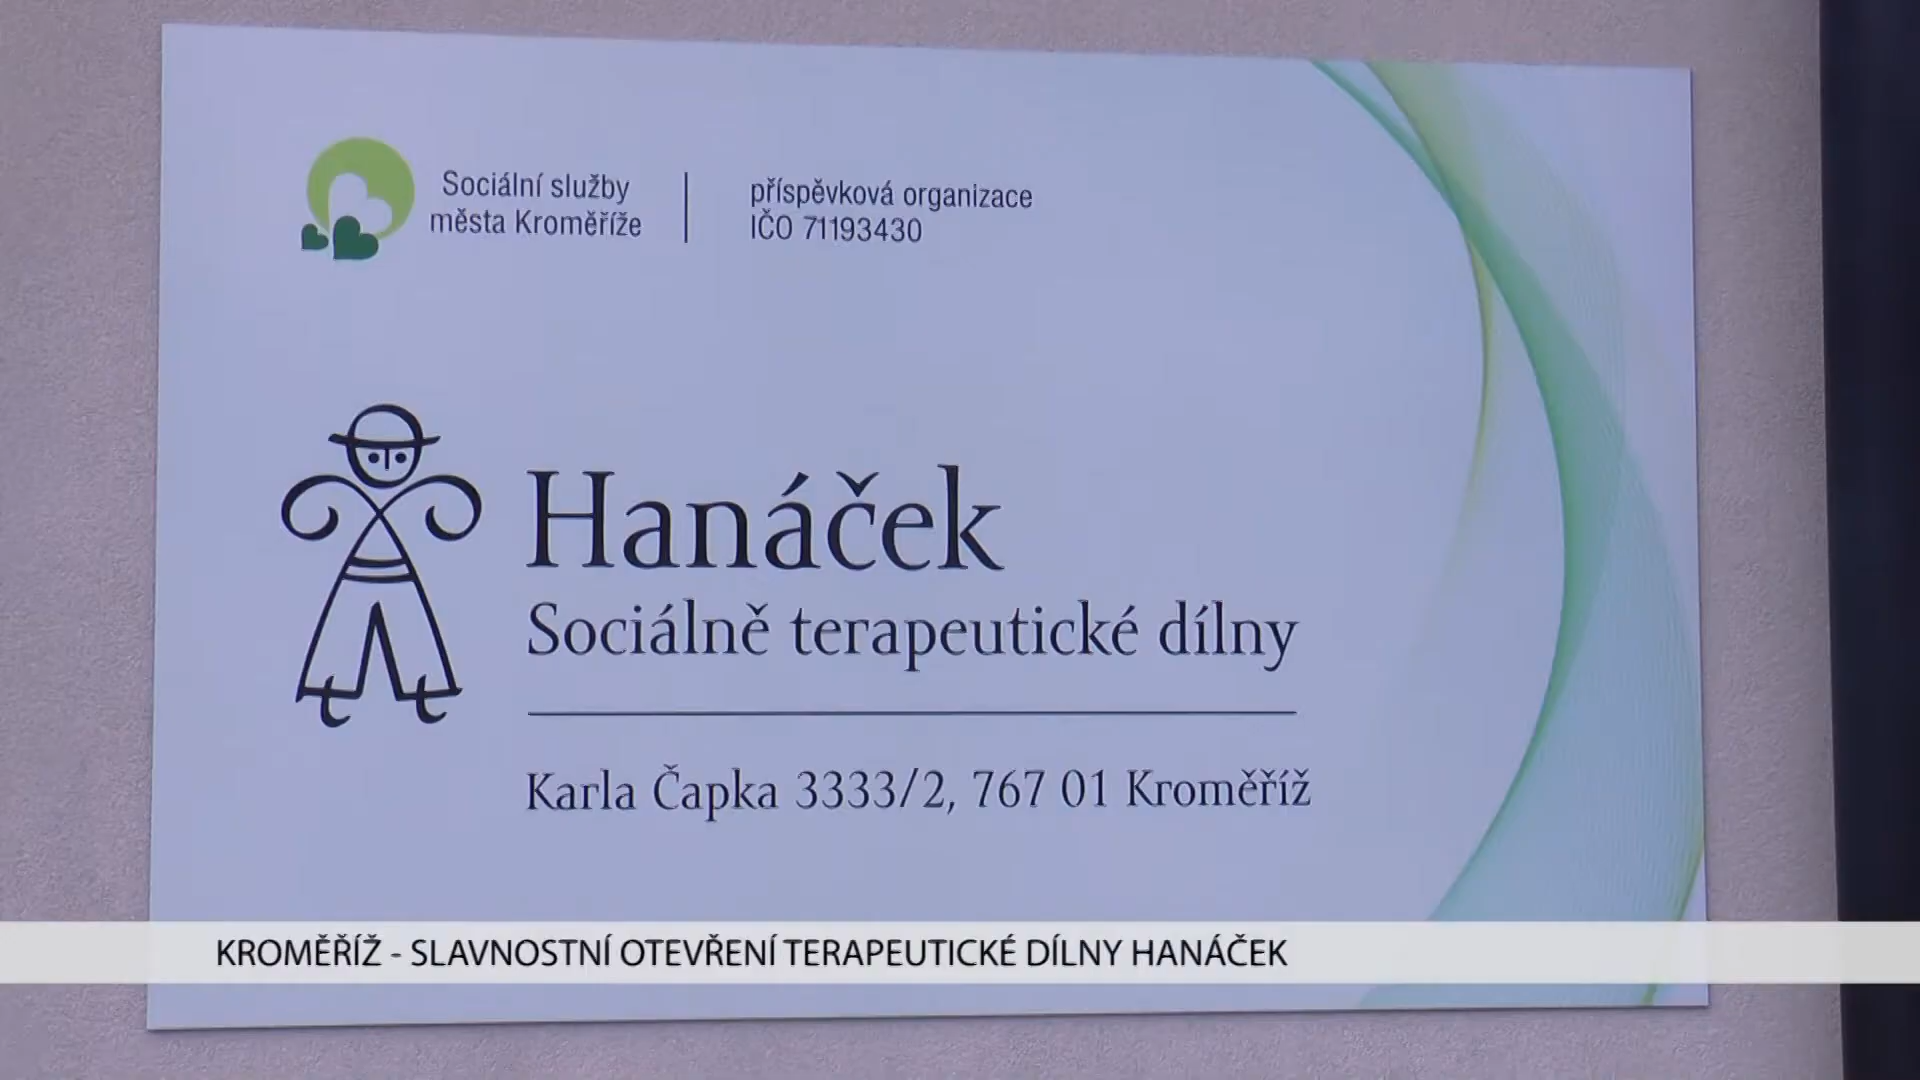 Sociální služby
města Kroměříže
příspěvková organizace
IČO 71193430
Hanáček
Sociálně terapeutické dílny
Karla Čapka 3333/2, 767 01 Kroměříž
KROMĚŘÍŽ - SLAVNOSTNÍ OTEVŘENÍ TERAPEUTICKÉ DÍLNY HANÁČEK